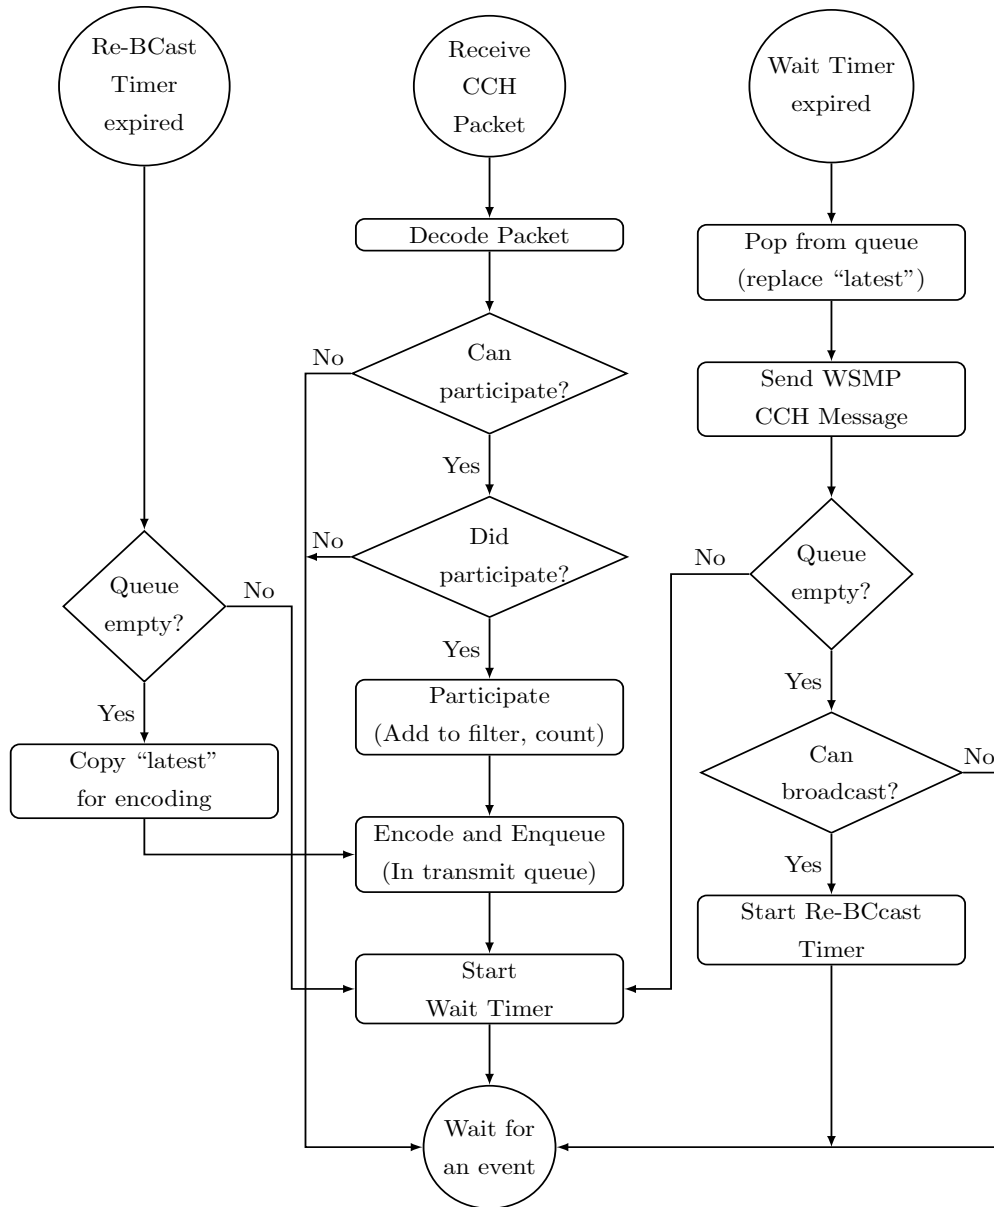 Re-BCast
Timer
expired
Receive
CCH
Packet
Wait Timer
expired
Decode Packet
Pop from queue
(replace “latest”)
Can
participate?
No
Yes
Send WSMP
CCH Message
Did
participate?
No
Yes
Queue
empty?
No
Yes
Queue
empty?
No
Yes
Participate
(Add to filter, count)
Copy “latest”
for encoding
Can
broadcast?
No
Yes
Encode and Enqueue
(In transmit queue)
Start Re-BCcast
Timer
Start
Wait Timer
Wait for
an event